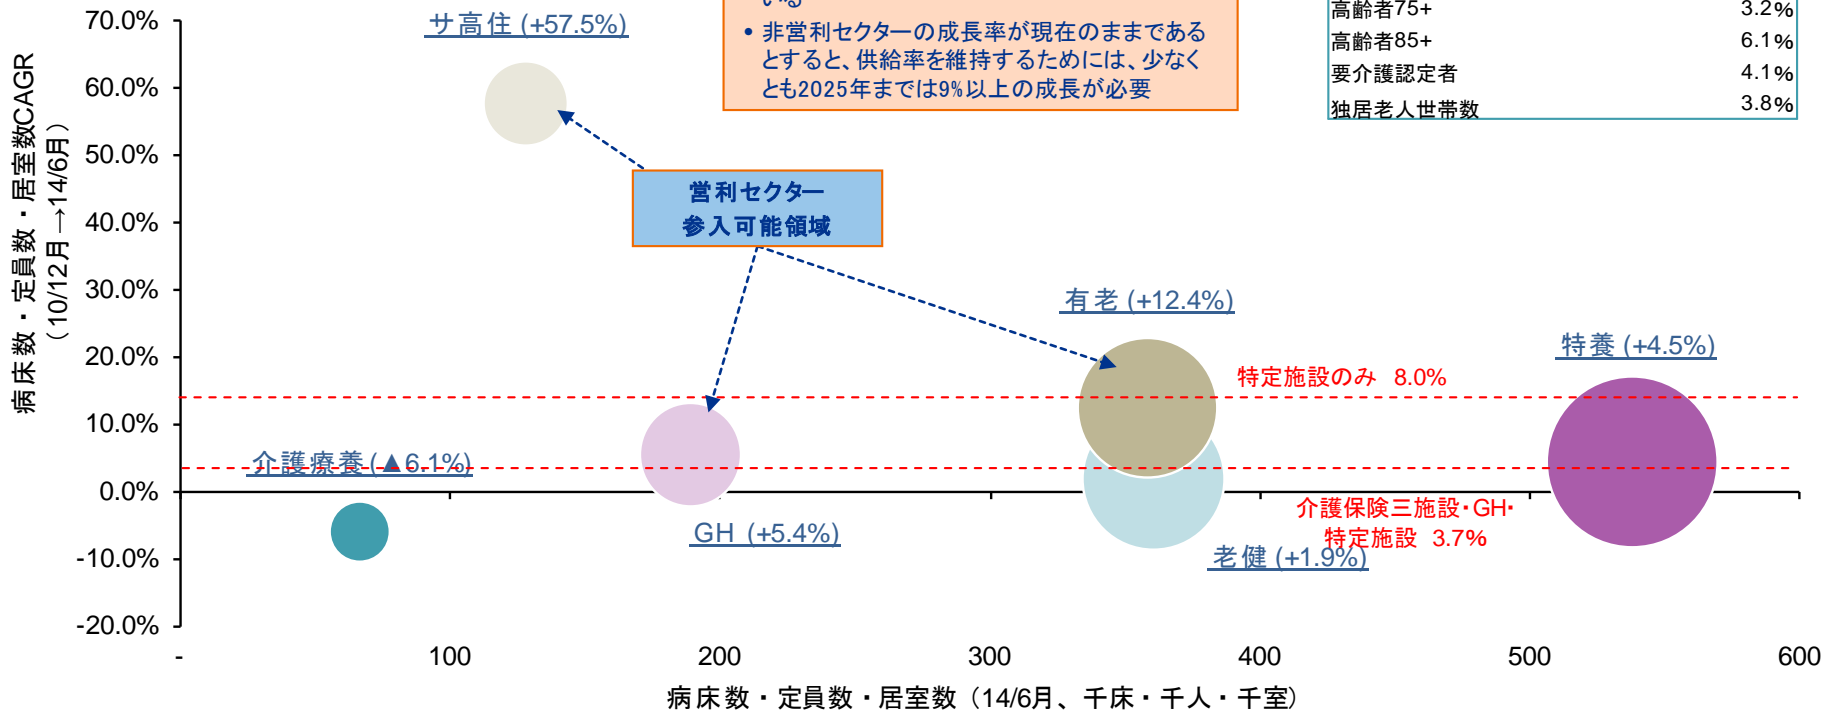 いる
• 非営利セクターの成長率が現在のままである
とすると、供給率を維持するためには、少なく
とも2025年までは9%以上の成長が必要
高齢者75+ 3.2%
高齢者85+ 6.1%
要介護認定者 4.1%
独居老人世帯数 3.8%
病床数・定員数・居室数CAGR
（10/12月→14/6月）
70.0%
60.0%
50.0%
40.0%
30.0%
20.0%
10.0%
0.0%
-10.0%
-20.0%
サ高住 (+57.5%)
営利セクター
参入可能領域
有老 (+12.4%)
特養 (+4.5%)
特定施設のみ 8.0%
介護療養 (▲6.1%)
GH (+5.4%)
介護保険三施設・GH・
特定施設 3.7%
老健 (+1.9%)
- 100 200 300 400 500 600
病床数・定員数・居室数（14/6月、千床・千人・千室）